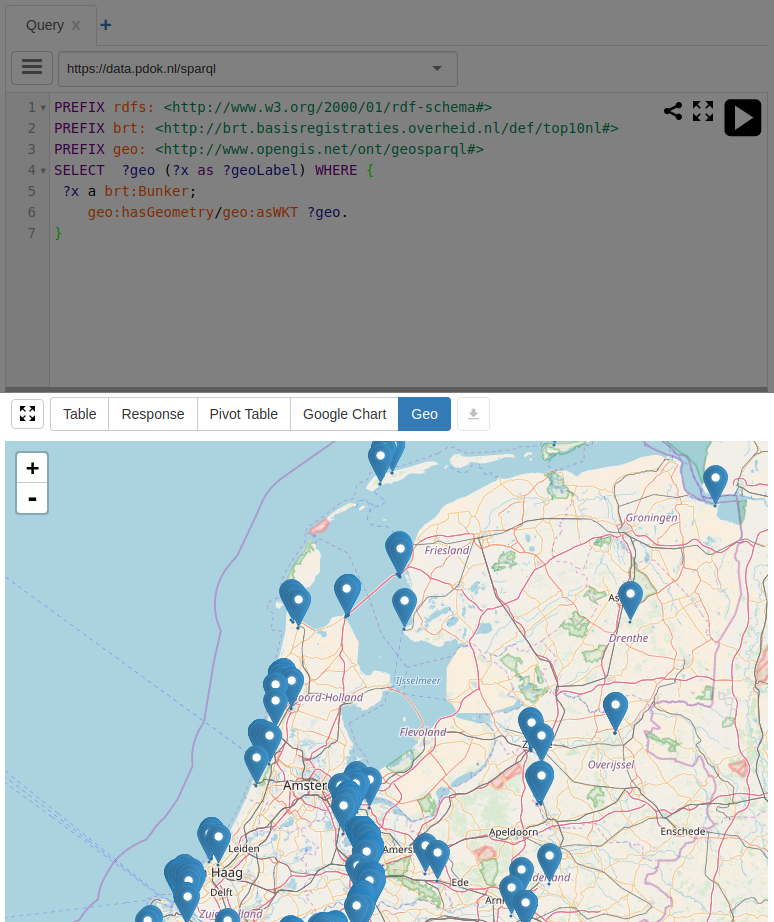 Query x +
https://data.pdok.nl/sparql
1 PREFIX rdfs: <http://www.w3.org/2000/01/rdf-schema#>
2 PREFIX brt: <http://brt.basisregistraties.overheid.nl/def/top10nl#>
3 PREFIX geo: <http://www.opengis.net/ont/geosparql#>
4 SELECT ?geo (?x as ?geoLabel) WHERE {
5 ?x a brt:Bunker;
6 geo:hasGeometry/geo:asWKT ?geo.
7 }
Table Response Pivot Table Google Chart Geo
+
-
Groningen
Friesland
As
Drenthe
IJsselmeer
oord-Holland
Flevoland
Overijssel
Amster
Apeldoorn
Enschede
Leiden
Amers
Haag
Ede
derland
Delft
Arn
Zuid-Holland